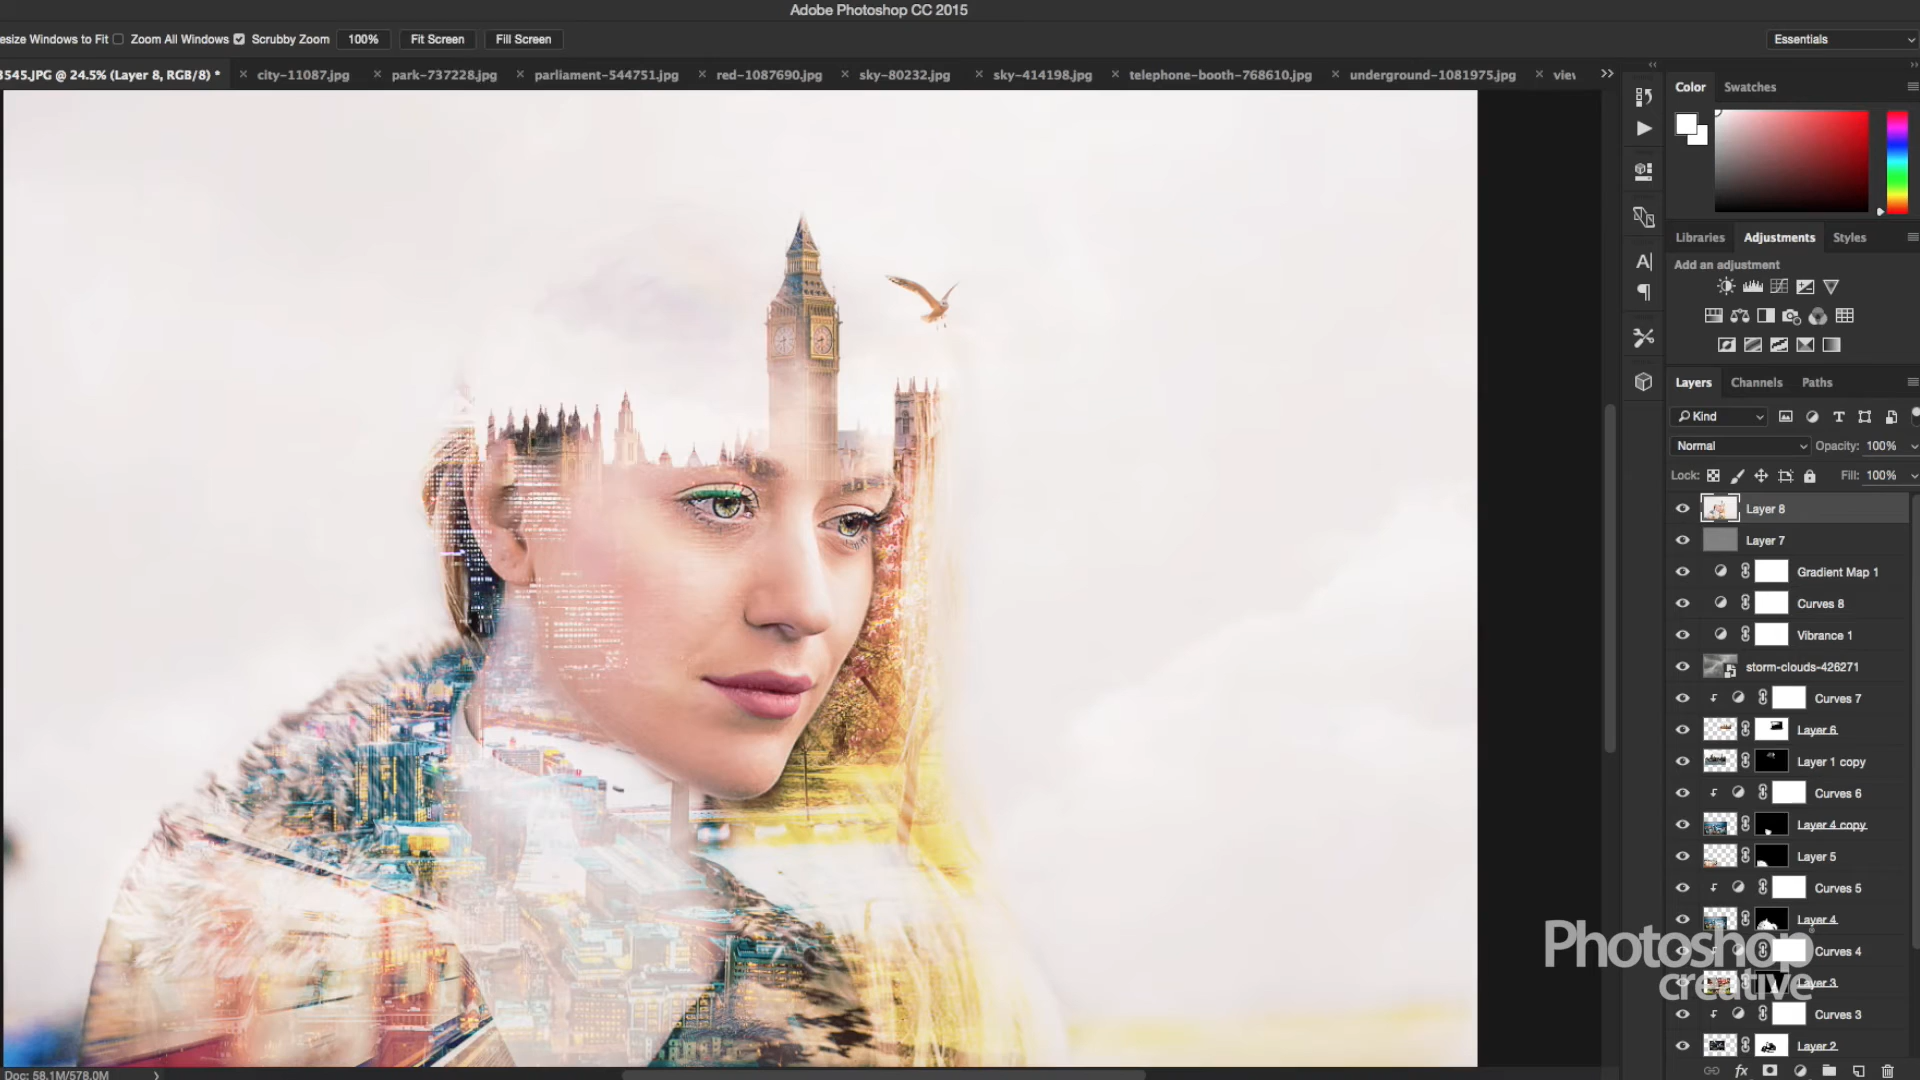 Adobe Photoshop CC 2015
esize Windows to Fit Zoom All Windows Scrubby Zoom 100% Fit Screen Fill Screen Essentials
3545.JPG @ 24.5% (Layer 8, RGB/8) * × city-11087.jpg × park-737228.jpg × parliament-544751.jpg × red-1087690.jpg × sky-80232.jpg × sky-414198.jpg × telephone-booth-768610.jpg × underground-1081975.jpg × view
Color Swatches
Libraries Adjustments Styles
Add an adjustment
Layers Channels Paths
Kind
Normal Opacity: 100%
Lock: Fill: 100%
Layer 8
Layer 7
Gradient Map 1
Curves 8
Vibrance 1
storm-clouds-426271
Curves 7
Layer 6
Layer 1 copy
Curves 6
Layer 4 copy
Layer 5
Curves 5
Layer 4
Curves 4
Layer 3
Curves 3
Layer 2
Photoshop
creative
Doc: 58.1M/578.0M